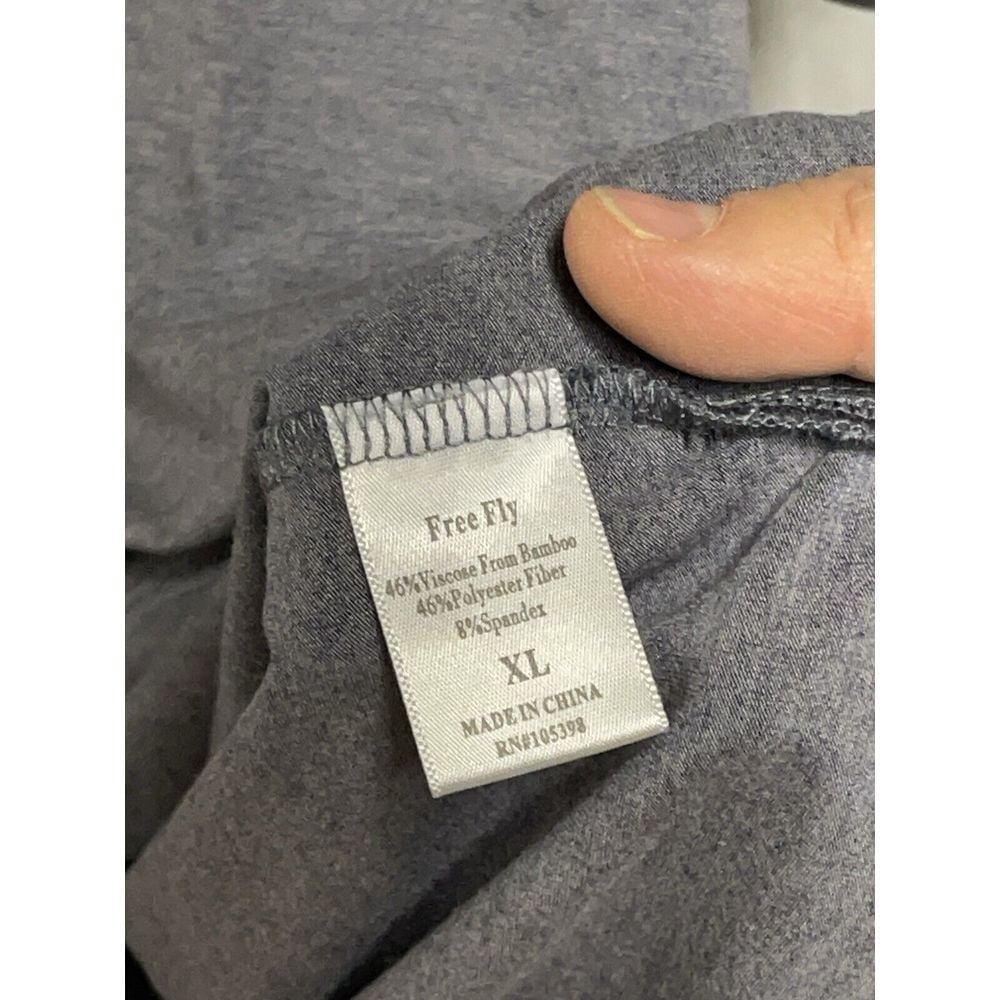 Free Fly
46%Viscose From Bamboo
46%Polyester Fiber
8%Spandex
XL
MADE IN CHINA
RN#105398